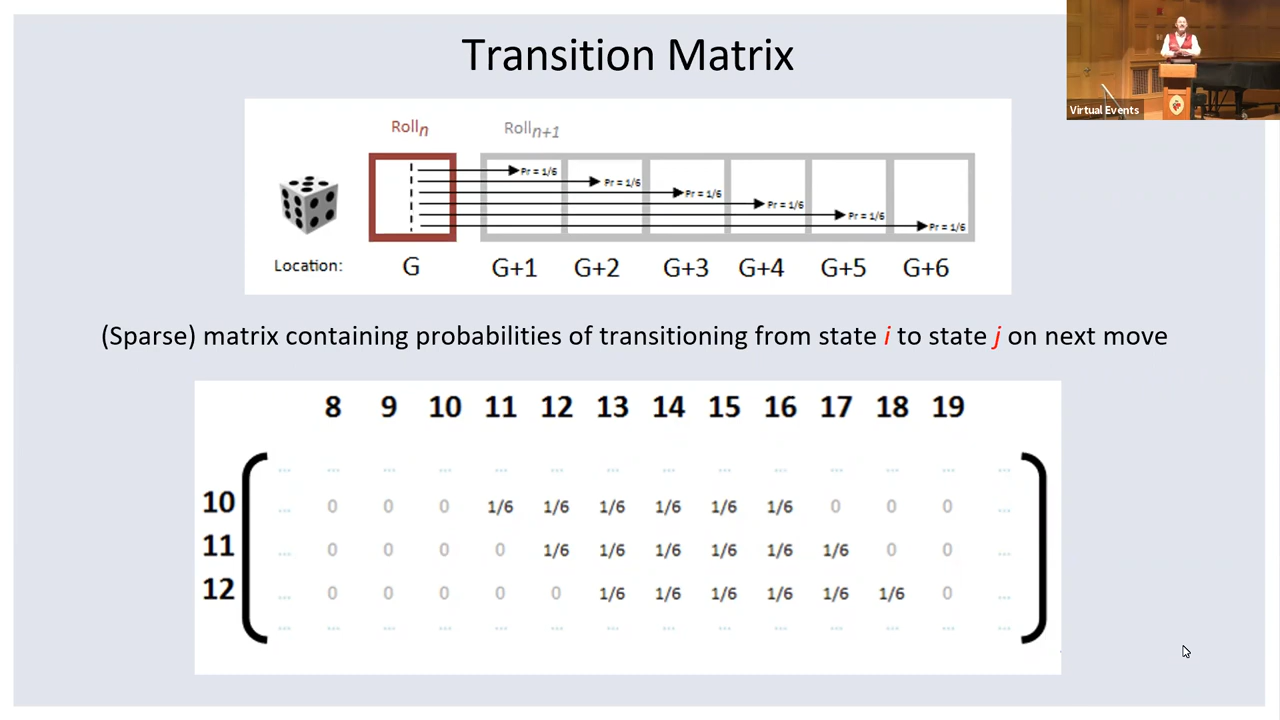 Transition Matrix
Virtual Events
Roll_n Roll_{n+1}
Pr = 1/6
Pr = 1/6
Pr = 1/6
Pr = 1/6
Pr = 1/6
Pr = 1/6
Location: G G+1 G+2 G+3 G+4 G+5 G+6
(Sparse) matrix containing probabilities of transitioning from state i to state j on next move
8 9 10 11 12 13 14 15 16 17 18 19
... ... ... ... ... ... ... ... ... ... ... ... ... ...
10 ... 0 0 0 1/6 1/6 1/6 1/6 1/6 1/6 0 0 0 ...
11 ... 0 0 0 0 1/6 1/6 1/6 1/6 1/6 1/6 0 0 ...
12 ... 0 0 0 0 0 1/6 1/6 1/6 1/6 1/6 1/6 0 ...
... ... ... ... ... ... ... ... ... ... ... ... ... ...